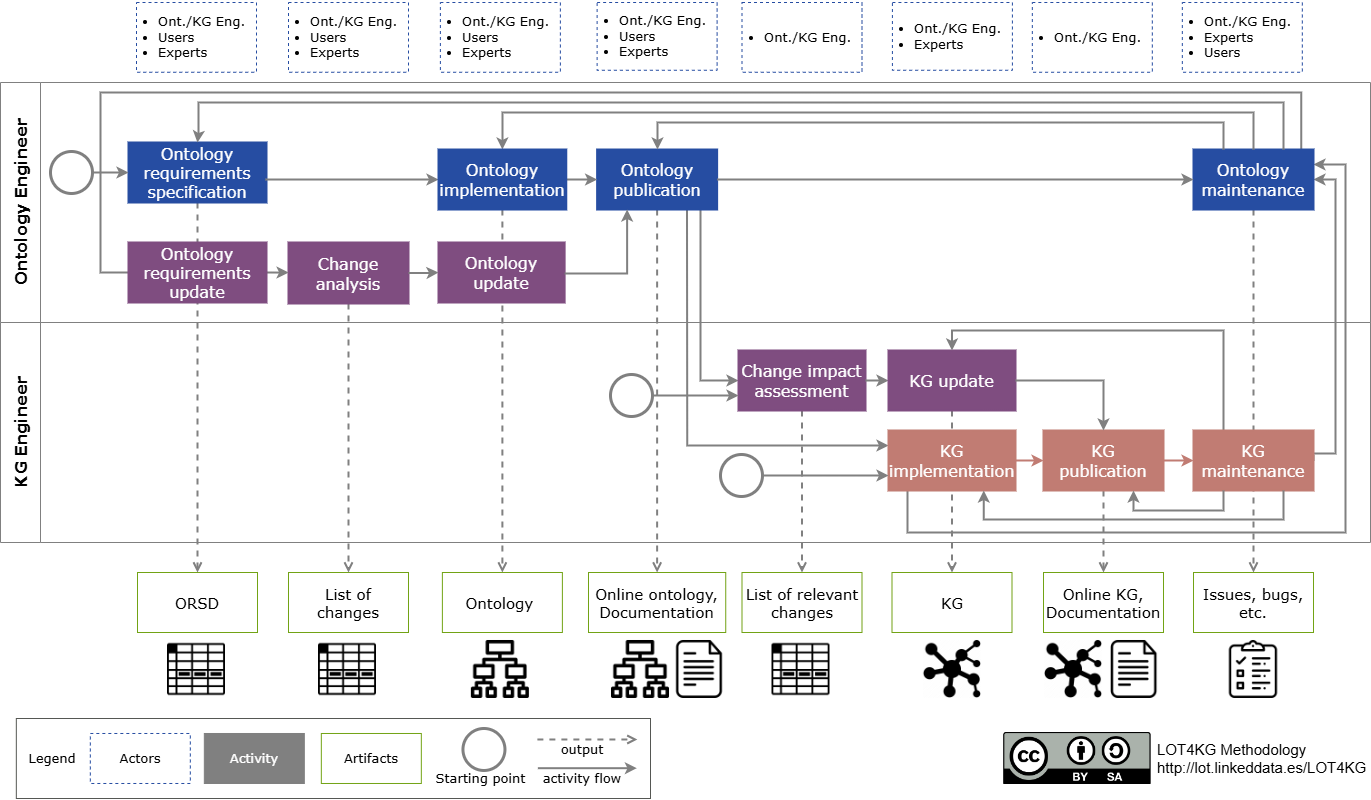 • Ont./KG Eng.
• Users
• Experts
• Ont./KG Eng.
• Users
• Experts
• Ont./KG Eng.
• Users
• Experts
• Ont./KG Eng.
• Users
• Experts
• Ont./KG Eng.
• Ont./KG Eng.
• Experts
• Ont./KG Eng.
• Ont./KG Eng.
• Experts
• Users
Ontology Engineer
Ontology
requirements
specification
Ontology
implementation
Ontology
publication
Ontology
maintenance
Ontology
requirements
update
Change
analysis
Ontology
update
KG Engineer
Change impact
assessment
KG update
KG
implementation
KG
publication
KG
maintenance
ORSD
List of
changes
Ontology
Online ontology,
Documentation
List of relevant
changes
KG
Online KG,
Documentation
Issues, bugs,
etc.
Legend
Actors
Activity
Artifacts
Starting point
output
activity flow
cc
BY SA
LOT4KG Methodology
http://lot.linkeddata.es/LOT4KG